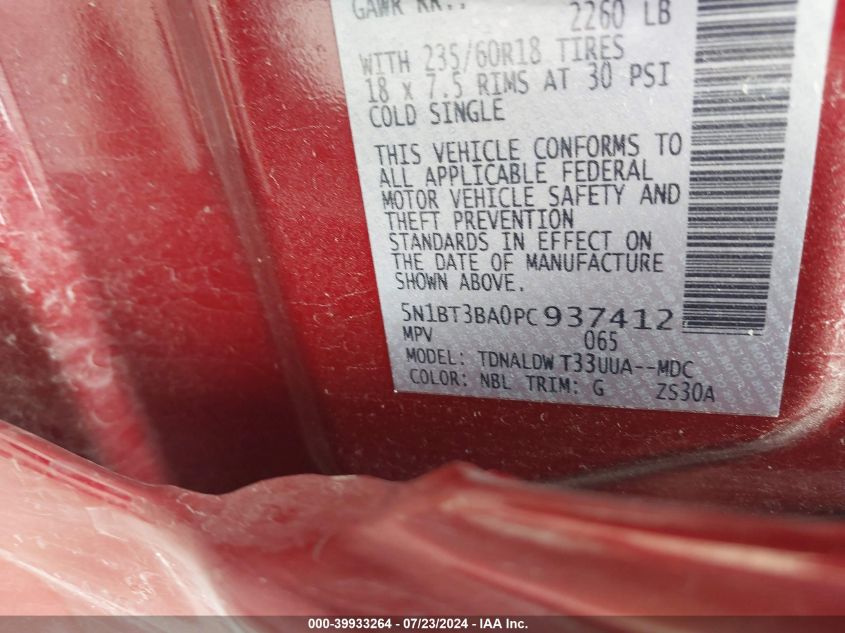 GAWR RR.: 2260 LB
WITH 235/60R18 TIRES
18 x 7.5 RIMS AT 30 PSI
COLD SINGLE
THIS VEHICLE CONFORMS TO
ALL APPLICABLE FEDERAL
MOTOR VEHICLE SAFETY AND
THEFT PREVENTION
STANDARDS IN EFFECT ON
THE DATE OF MANUFACTURE
SHOWN ABOVE.
5N1BT3BA0PC937412
MPV 065
MODEL: TDNALDW T33UUA--MDC
COLOR: NBL TRIM: G ZS30A
000-39933264 - 07/23/2024 - IAA Inc.